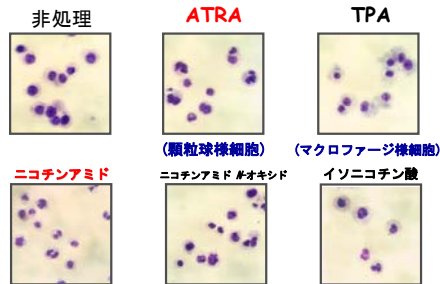 非処理
ATRA
TPA
(顆粒球様細胞)
(マクロファージ様細胞)
ニコチンアミド
ニコチンアミド N-オキシド
イソニコチン酸